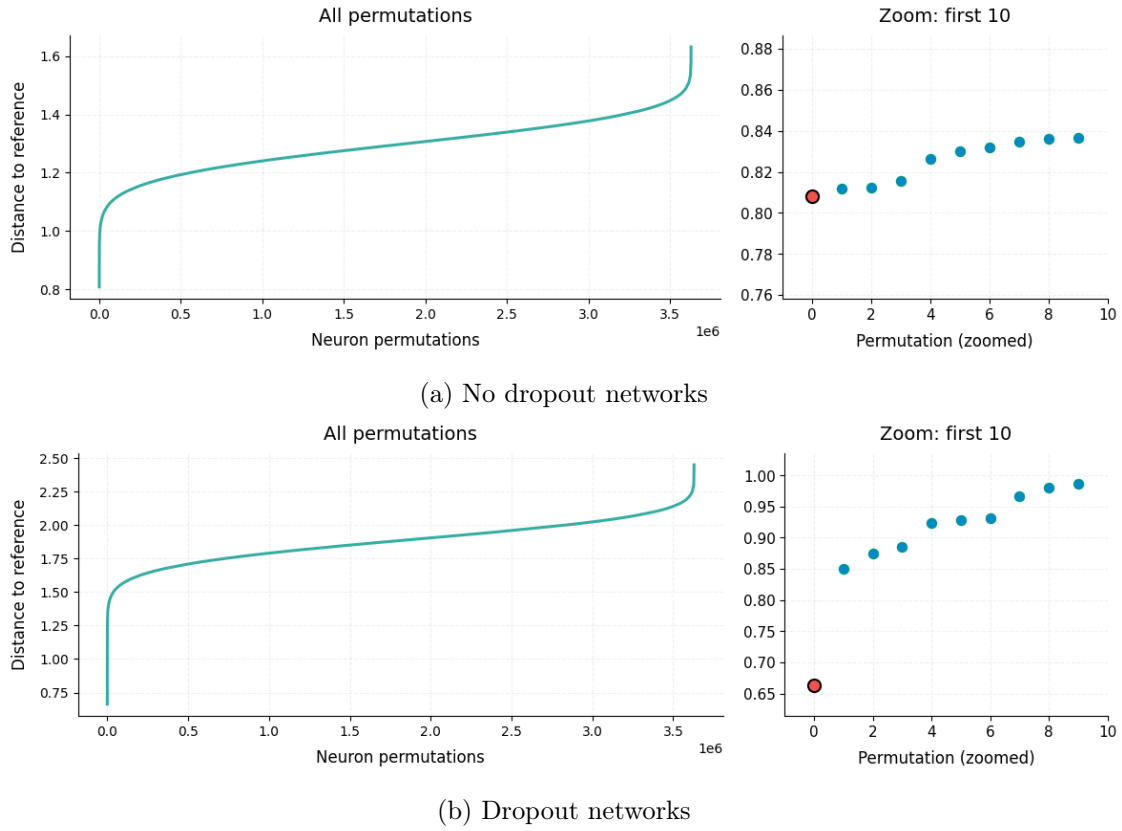 All permutations
Zoom: first 10
Distance to reference
1.6
1.4
1.2
1.0
0.8
0.0 0.5 1.0 1.5 2.0 2.5 3.0 3.5
1e6
Neuron permutations
0.88
0.86
0.84
0.82
0.80
0.78
0.76
0 2 4 6 8 10
Permutation (zoomed)
(a) No dropout networks
All permutations
Zoom: first 10
Distance to reference
2.50
2.25
2.00
1.75
1.50
1.25
1.00
0.75
0.0 0.5 1.0 1.5 2.0 2.5 3.0 3.5
1e6
Neuron permutations
1.00
0.95
0.90
0.85
0.80
0.75
0.70
0.65
0 2 4 6 8 10
Permutation (zoomed)
(b) Dropout networks